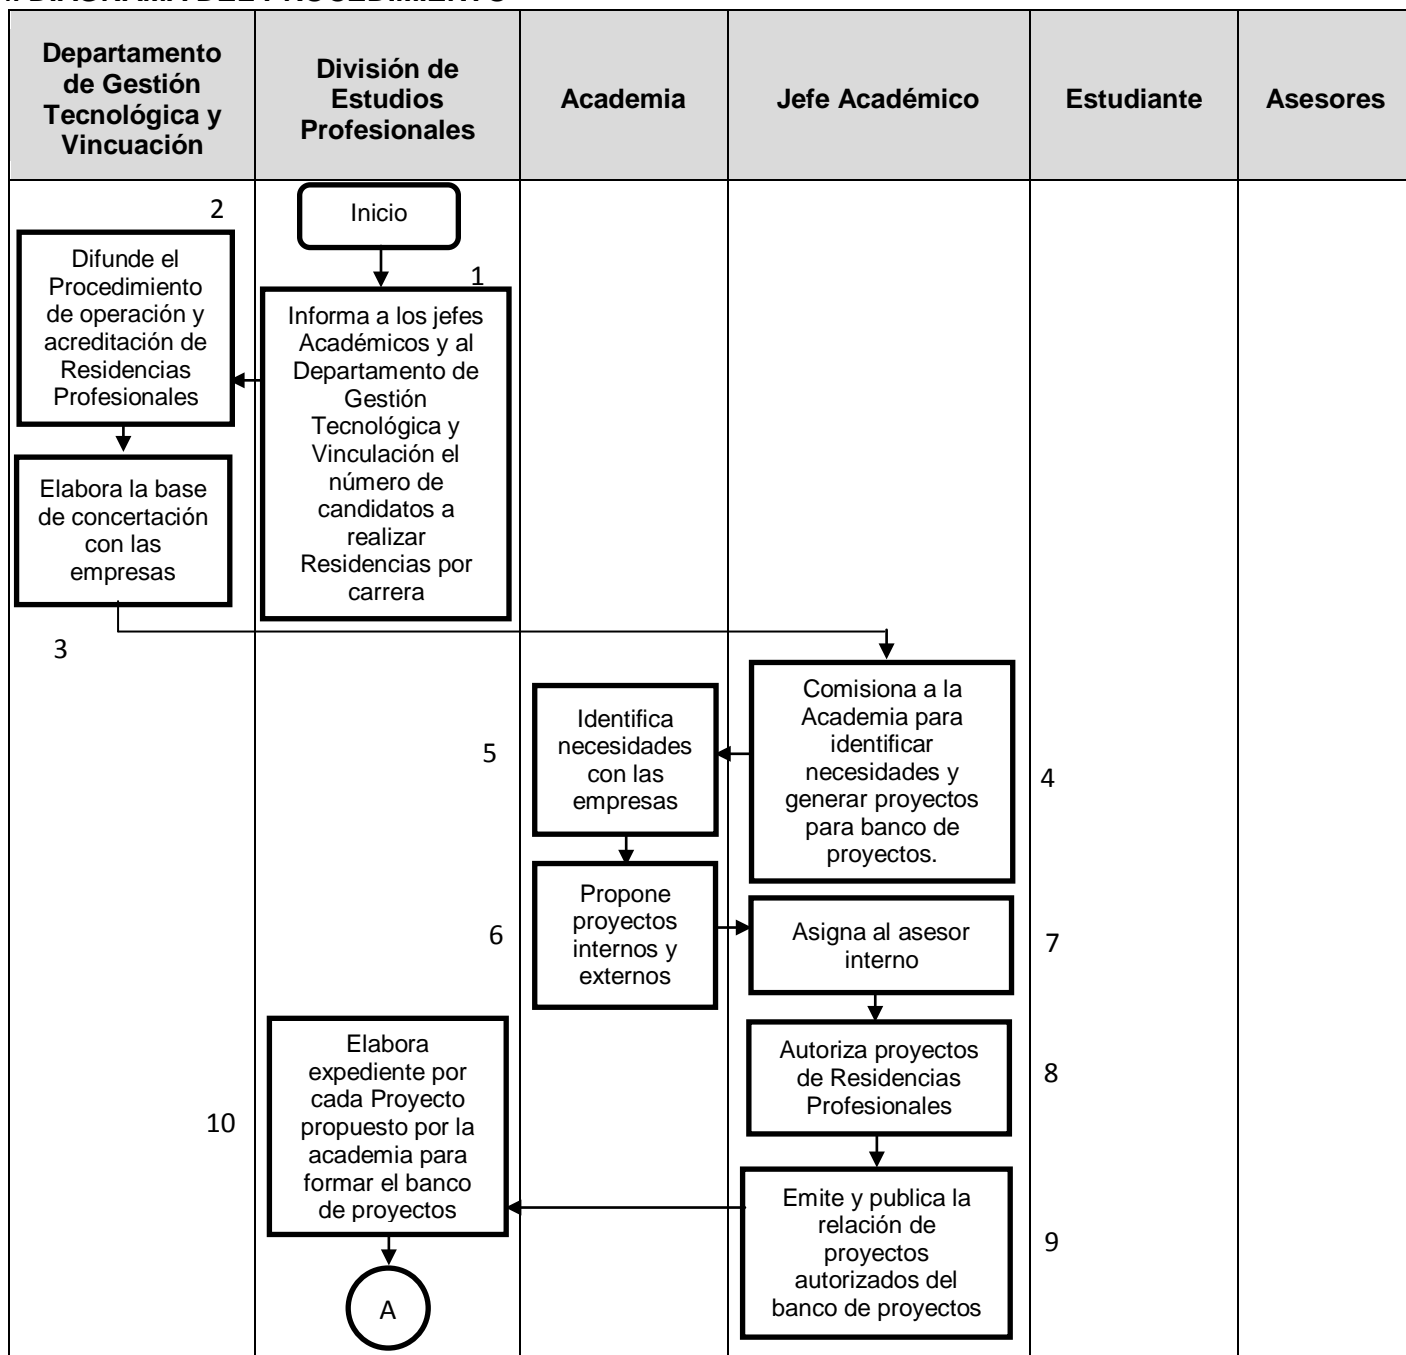 Departamento
de Gestión
Tecnológica y
Vincuación
División de
Estudios
Profesionales
Academia
Jefe Académico
Estudiante
Asesores
Inicio
1
Informa a los jefes
Académicos y al
Departamento de
Gestión
Tecnológica y
Vinculación el
número de
candidatos a
realizar
Residencias por
carrera
2
Difunde el
Procedimiento
de operación y
acreditación de
Residencias
Profesionales
Elabora la base
de concertación
con las
empresas
3
Comisiona a la
Academia para
identificar
necesidades y
generar proyectos
para banco de
proyectos.
4
5
Identifica
necesidades
con las
empresas
6
Propone
proyectos
internos y
externos
Asigna al asesor
interno
7
Autoriza proyectos
de Residencias
Profesionales
8
Emite y publica la
relación de
proyectos
autorizados del
banco de proyectos
9
10
Elabora
expediente por
cada Proyecto
propuesto por la
academia para
formar el banco
de proyectos
A